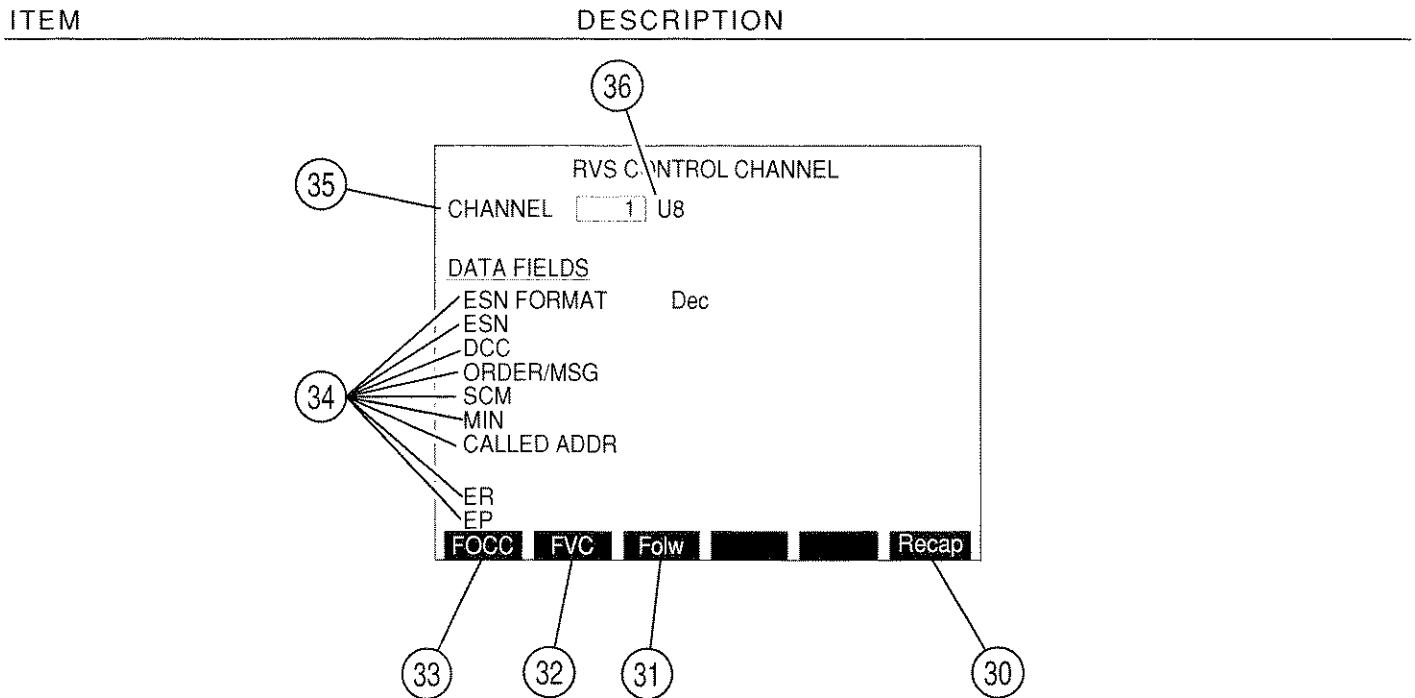 ITEM DESCRIPTION
36
RVS CONTROL CHANNEL
35
CHANNEL 1 U8
DATA FIELDS
ESN FORMAT Dec
ESN
DCC
ORDER/MSG
34
SCM
MIN
CALLED ADDR
ER
EP
FOCC FVC Folw Recap
33 32 31 30